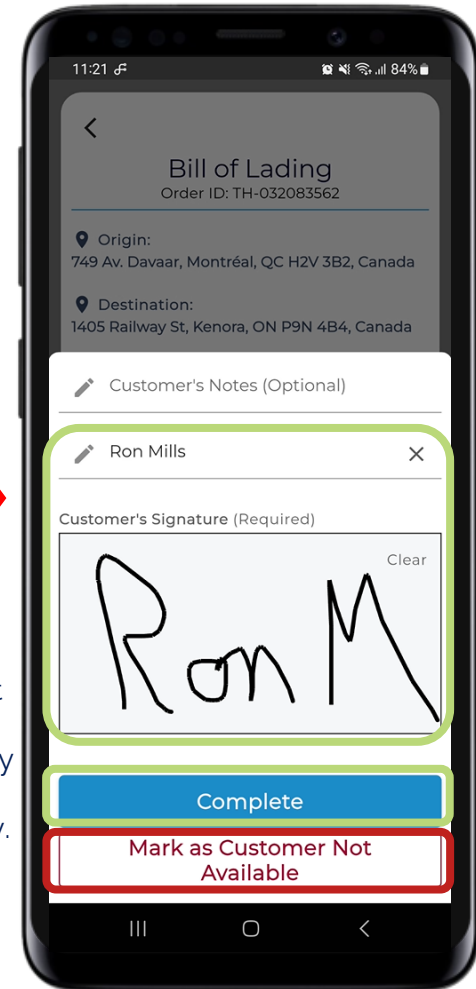 11:21
84%
Bill of Lading
Order ID: TH-032083562
Origin:
749 Av. Davaar, Montréal, QC H2V 3B2, Canada
Destination:
1405 Railway St, Kenora, ON P9N 4B4, Canada
Customer's Notes (Optional)
Ron Mills
Customer's Signature (Required)
Clear
Ron M
Complete
Mark as Customer Not
Available